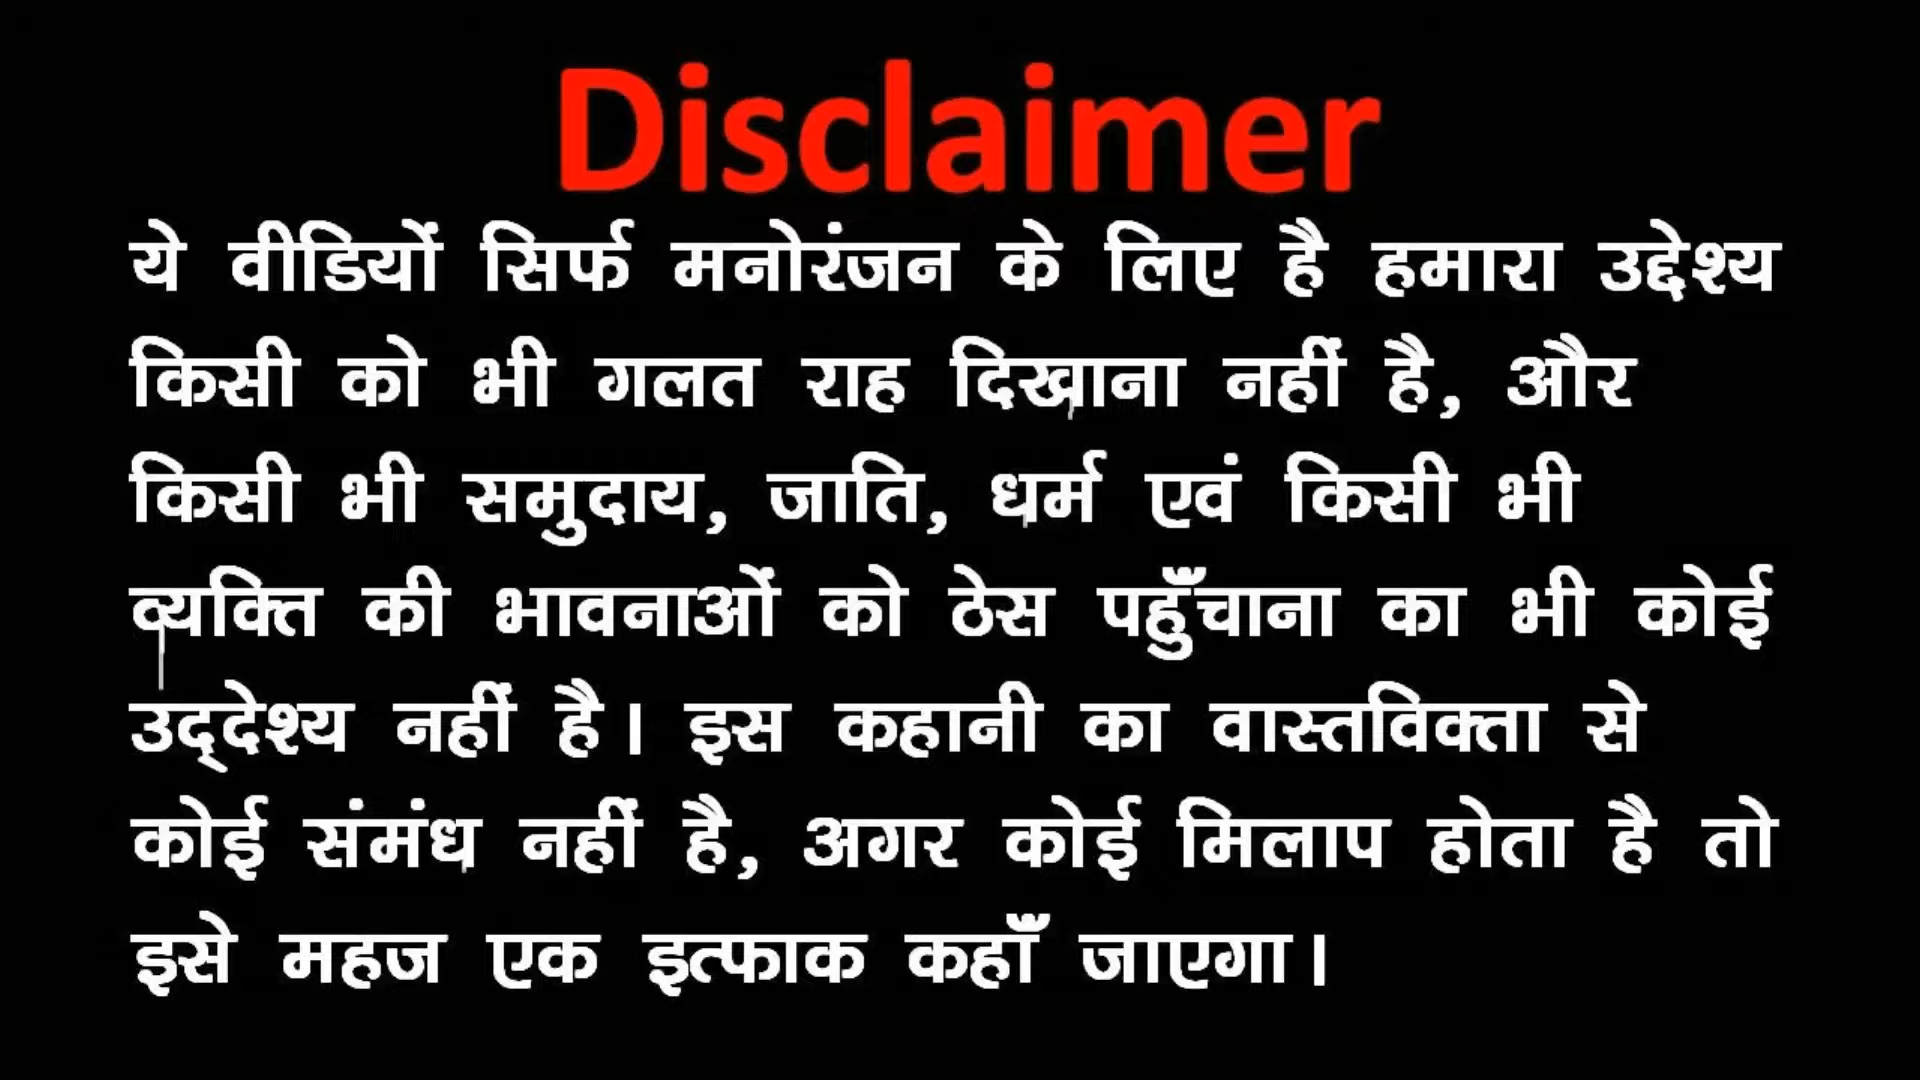 Disclaimer
ये वीडियों सिर्फ मनोरंजन के लिए है हमारा उद्देश्य
किसी को भी गलत राह दिखाना नहीं है, और
किसी भी समुदाय, जाति, धर्म एवं किसी भी
व्यक्ति की भावनाओं को ठेस पहुँचाना का भी कोई
उद्‌देश्य नहीं है। इस कहानी का वास्तविक्ता से
कोई संमंध नहीं है, अगर कोई मिलाप होता है तो
इसे महज एक इत्फाक कहाँ जाएगा।